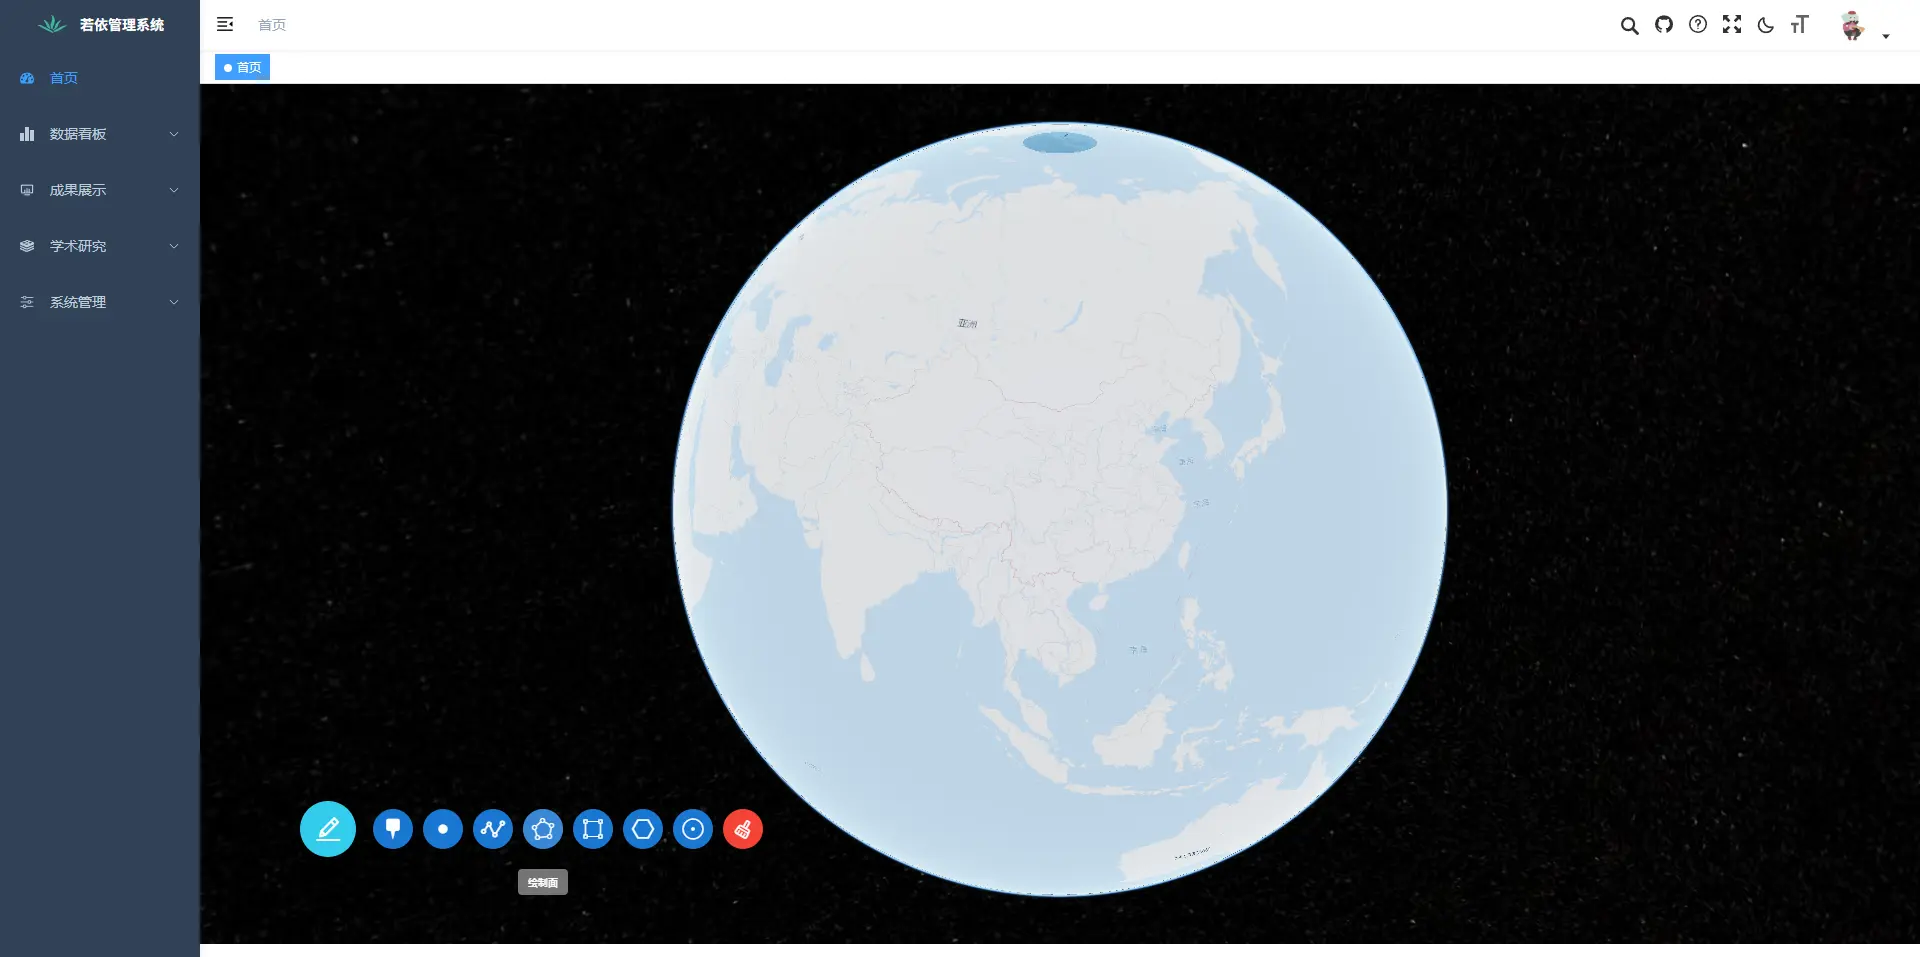 若依管理系统
首页
首页
首页
数据看板
成果展示
学术研究
系统管理
亚洲
绘制面